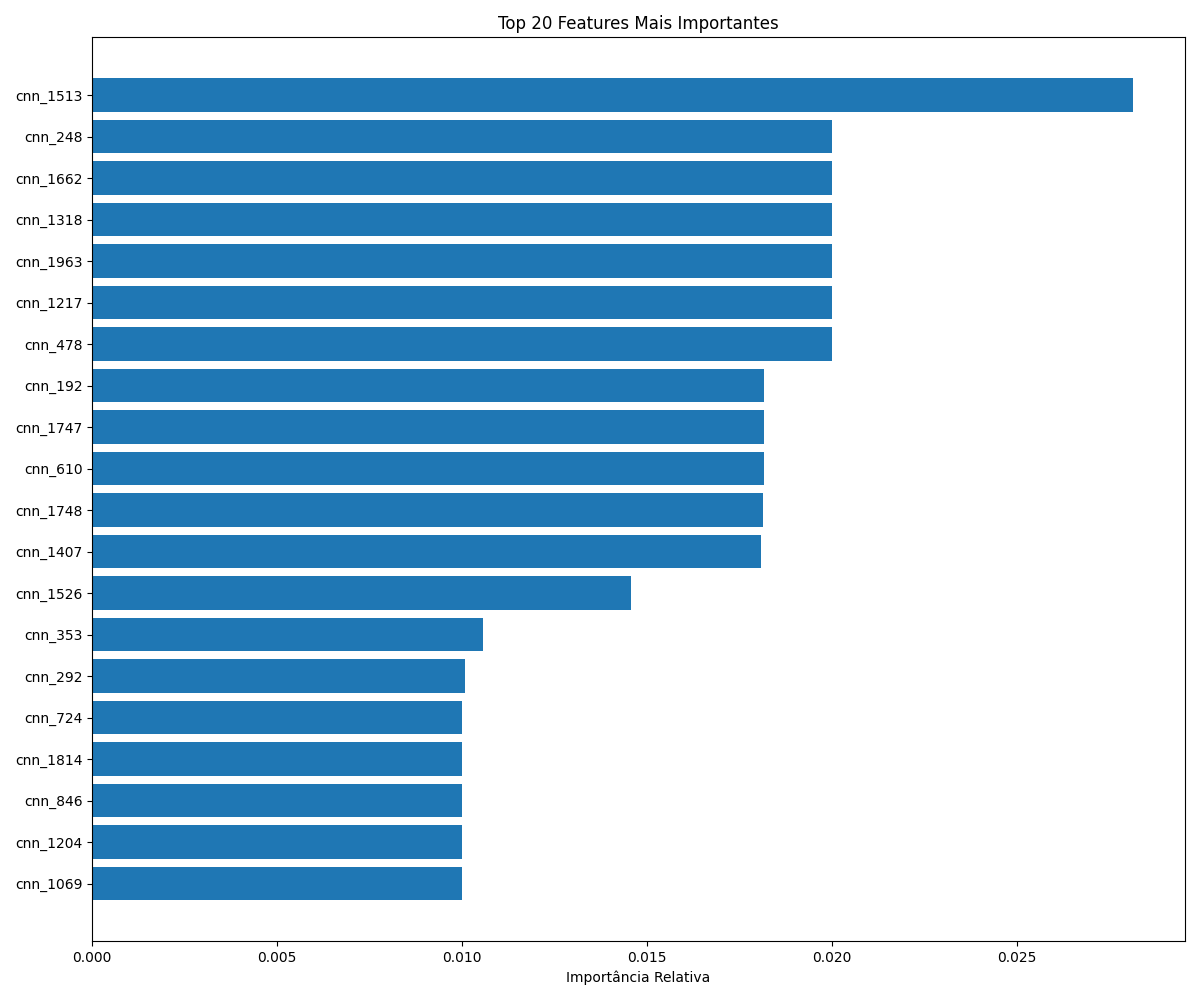 Top 20 Features Mais Importantes
cnn_1513
cnn_248
cnn_1662
cnn_1318
cnn_1963
cnn_1217
cnn_478
cnn_192
cnn_1747
cnn_610
cnn_1748
cnn_1407
cnn_1526
cnn_353
cnn_292
cnn_724
cnn_1814
cnn_846
cnn_1204
cnn_1069
0.000 0.005 0.010 0.015 0.020 0.025
Importância Relativa